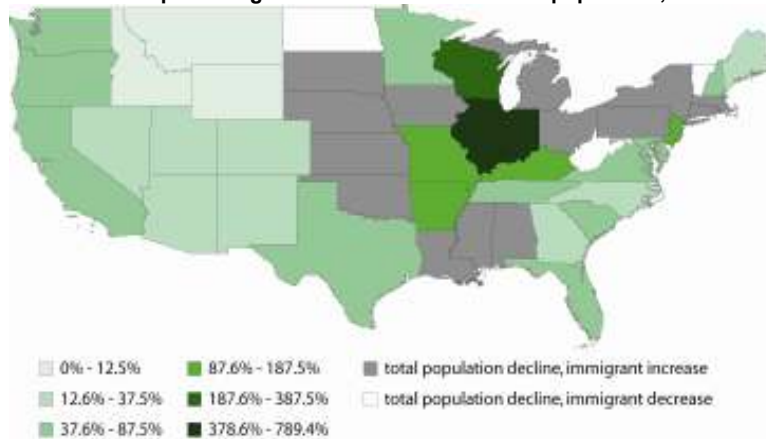 0% - 12.5%
87.6% - 187.5%
total population decline, immigrant increase
12.6% - 37.5%
187.6% - 387.5%
total population decline, immigrant decrease
37.6% - 87.5%
378.6% - 789.4%